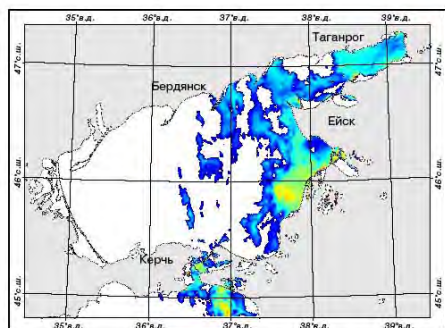 35°в.д. 36°в.д. 37°в.д. 38°в.д. 39°в.д.
Таганрог
47°с.ш. 47°с.ш.
Бердянск
Ейск
46°с.ш. 46°с.ш.
Керчь
45°с.ш. 45°с.ш.
35°в.д. 36°в.д. 37°в.д. 38°в.д. 39°в.д.